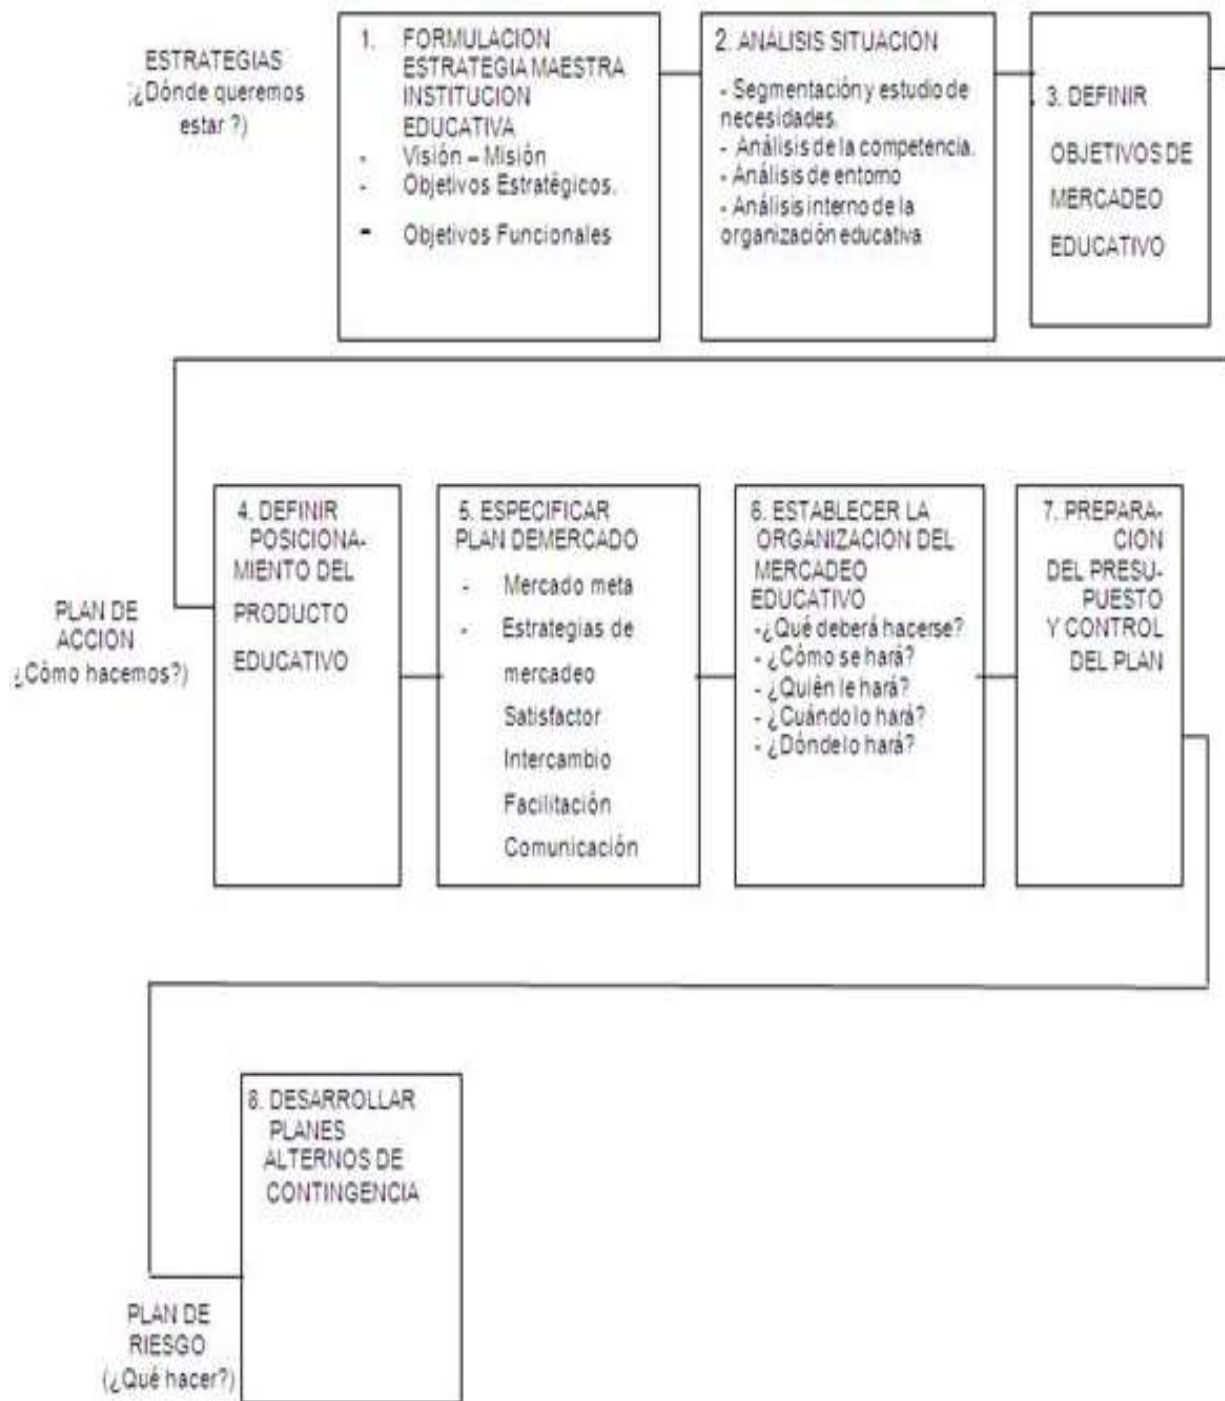 ESTRATEGIAS
(¿Dónde queremos
estar ?)
1. FORMULACION
ESTRATEGIA MAESTRA
INSTITUCION
EDUCATIVA
- Visión – Misión
- Objetivos Estratégicos.
- Objetivos Funcionales
2. ANÁLISIS SITUACION
- Segmentación y estudio de
necesidades.
- Análisis de la competencia.
- Análisis de entorno
- Análisis interno de la
organización educativa
3. DEFINIR
OBJETIVOS DE
MERCADEO
EDUCATIVO
PLAN DE
ACCION
¿Cómo hacemos?)
4. DEFINIR
POSICIONA-
MIENTO DEL
PRODUCTO
EDUCATIVO
5. ESPECIFICAR
PLAN DEMERCADO
- Mercado meta
- Estrategias de
mercadeo
Satisfactor
Intercambio
Facilitación
Comunicación
6. ESTABLECER LA
ORGANIZACION DEL
MERCADEO
EDUCATIVO
-¿Qué deberá hacerse?
- ¿Cómo se hará?
- ¿Quién le hará?
- ¿Cuándo lo hará?
- ¿Dónde lo hará?
7. PREPARA-
CION
DEL PRESU-
PUESTO
Y CONTROL
DEL PLAN
8. DESARROLLAR
PLANES
ALTERNOS DE
CONTINGENCIA
PLAN DE
RIESGO
(¿Qué hacer?)